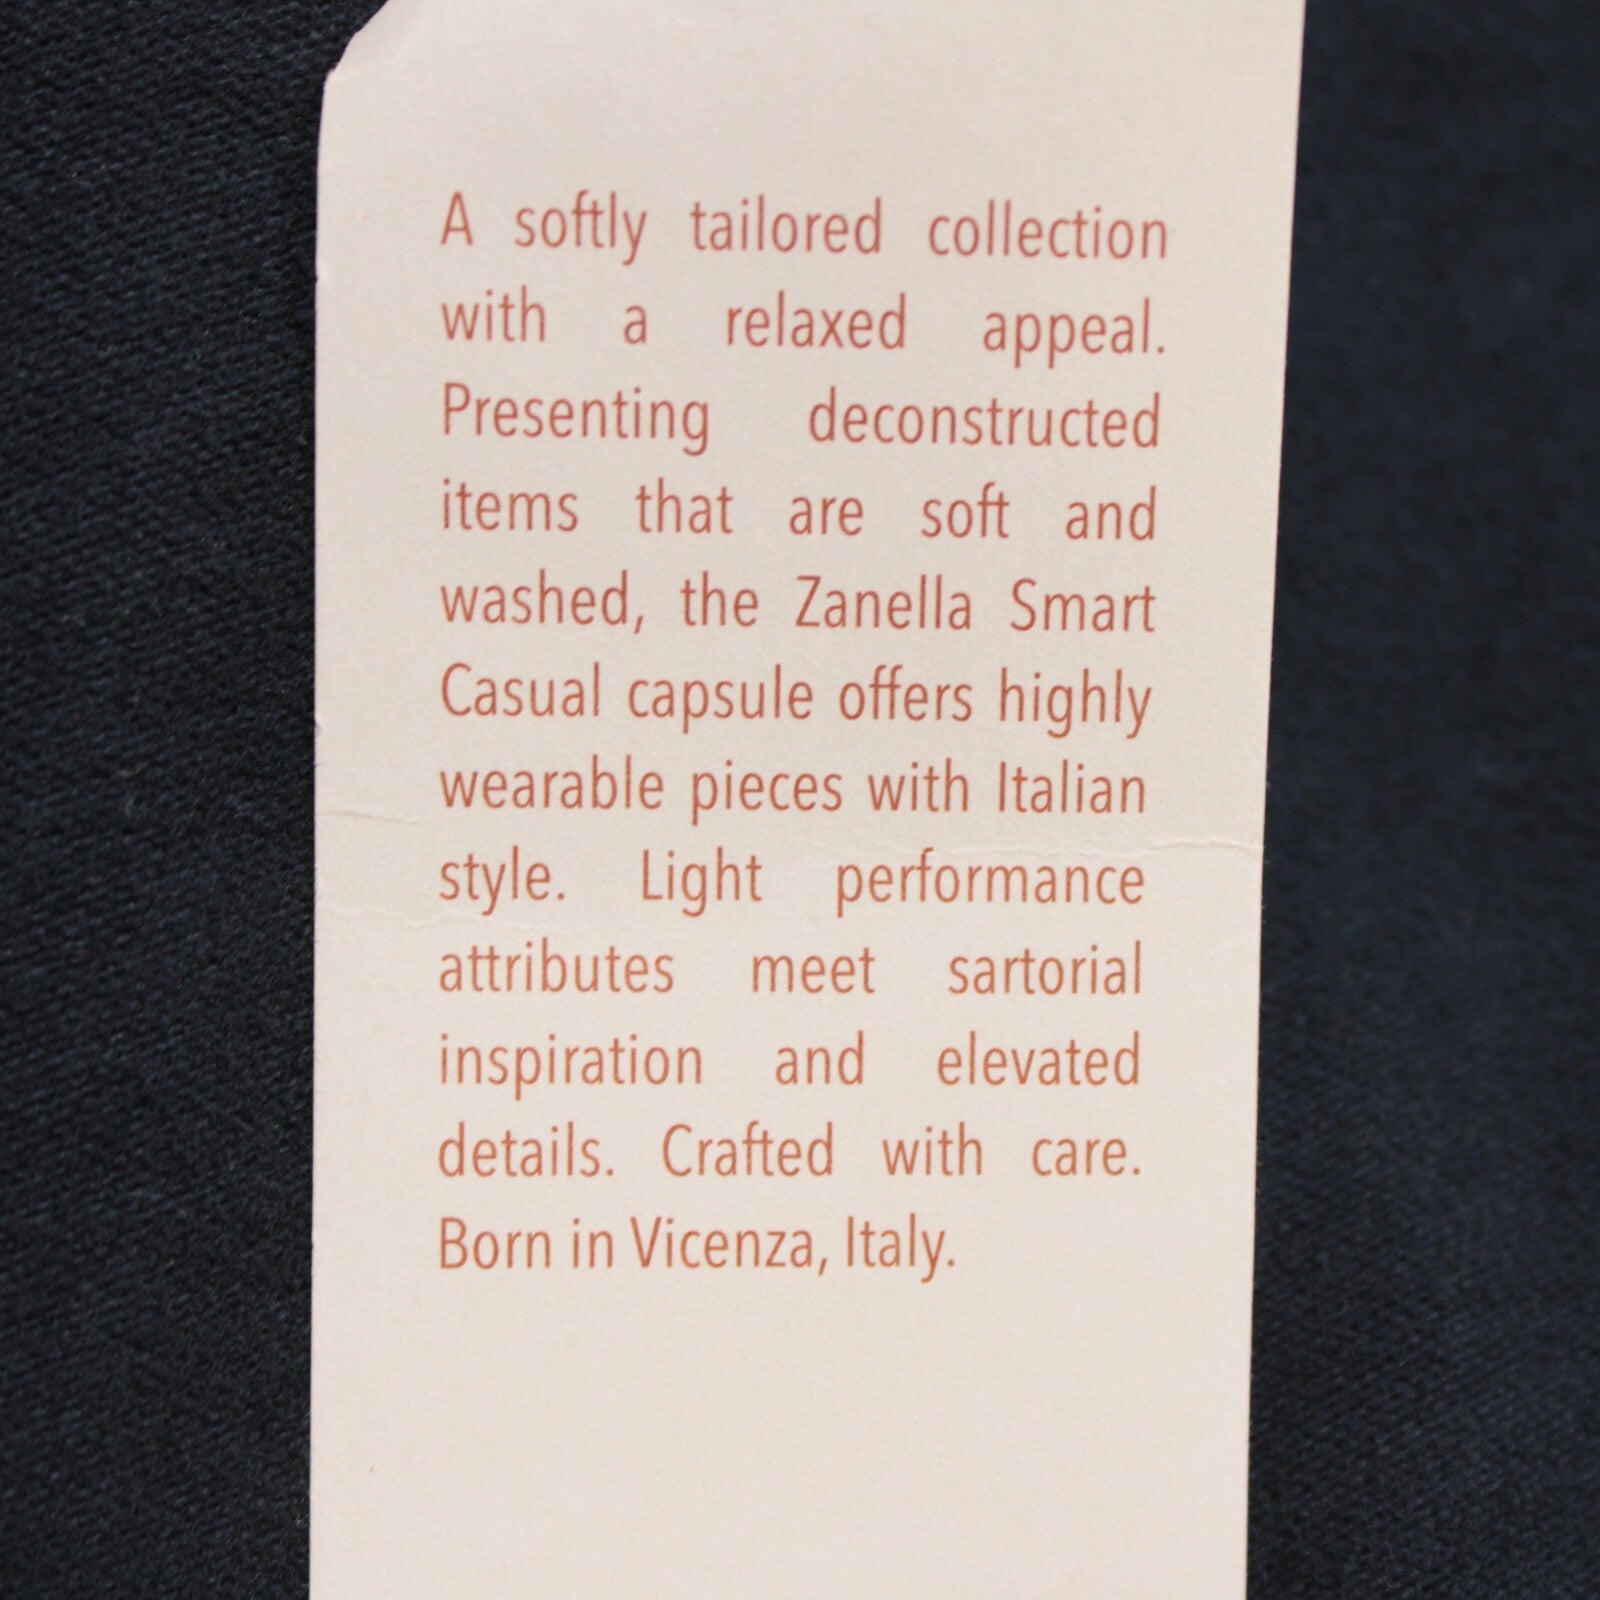 A softly tailored collection
with a relaxed appeal.
Presenting deconstructed
items that are soft and
washed, the Zanella Smart
Casual capsule offers highly
wearable pieces with Italian
style. Light performance
attributes meet sartorial
inspiration and elevated
details. Crafted with care.
Born in Vicenza, Italy.